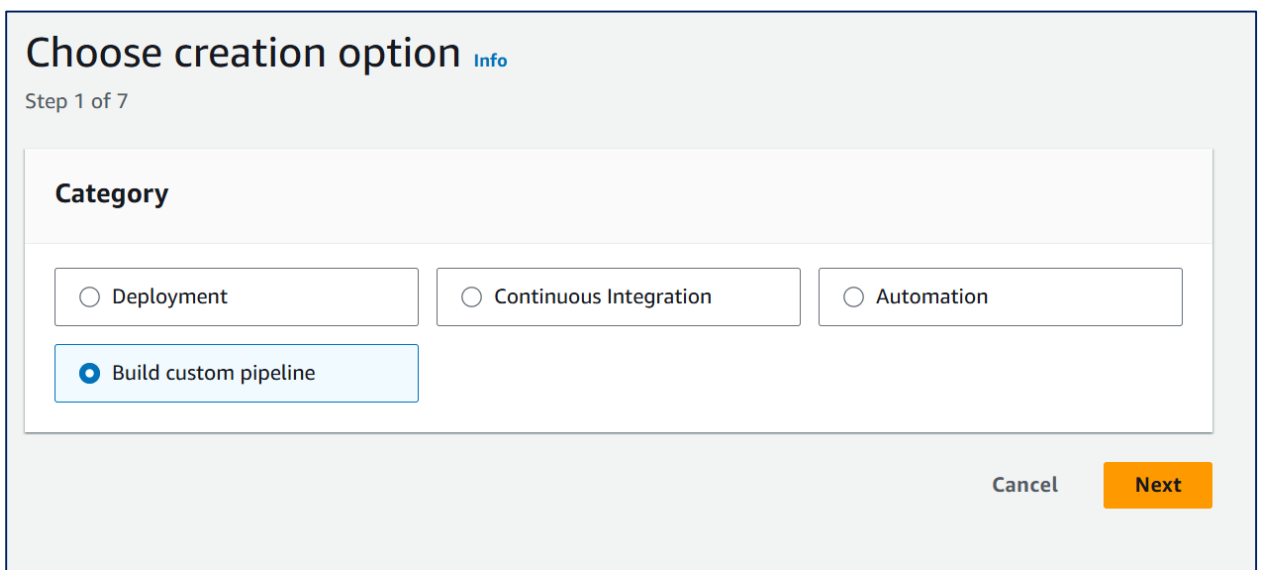 Choose creation option Info
Step 1 of 7
Category
Deployment
Continuous Integration
Automation
Build custom pipeline
Cancel
Next